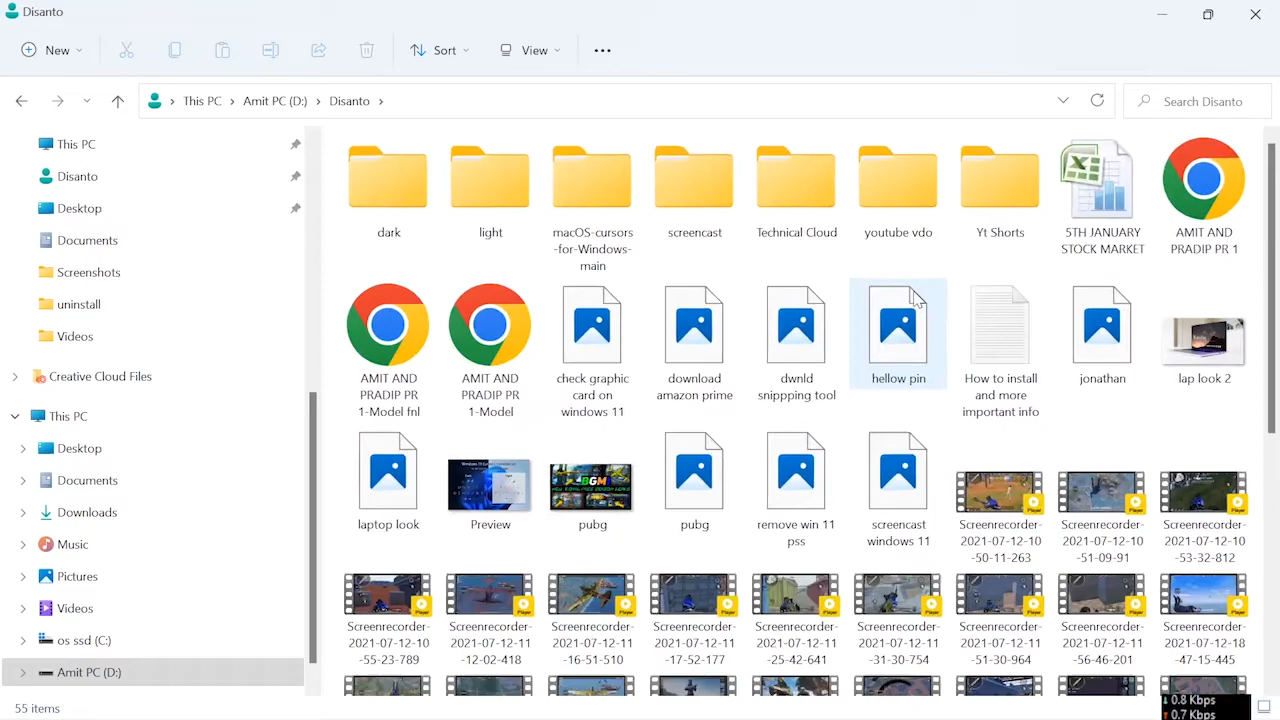 Disanto
New
Sort
View
This PC
Amit PC (D:)
Disanto
Search Disanto
This PC
Disanto
Desktop
Documents
Screenshots
uninstall
Videos
Creative Cloud Files
This PC
Desktop
Documents
Downloads
Music
Pictures
Videos
os ssd (C:)
Amit PC (D:)
dark
light
macOS-cursors
-for-Windows-
main
screencast
Technical Cloud
youtube vdo
Yt Shorts
5TH JANUARY
STOCK MARKET
AMIT AND
PRADIP PR 1
AMIT AND
PRADIP PR
1-Model fnl
AMIT AND
PRADIP PR
1-Model
check graphic
card on
windows 11
download
amazon prime
dwnld
snippping tool
hellow pin
How to install
and more
important info
jonathan
lap look 2
laptop look
Preview
pubg
pubg
remove win 11
pss
screencast
windows 11
Screenrecorder-
2021-07-12-10
-50-11-263
Screenrecorder-
2021-07-12-10
-51-09-91
Screenrecorder-
2021-07-12-10
-53-32-812
Screenrecorder-
2021-07-12-10
-55-23-789
Screenrecorder-
2021-07-12-11
-12-02-418
Screenrecorder-
2021-07-12-11
-16-51-510
Screenrecorder-
2021-07-12-11
-17-52-177
Screenrecorder-
2021-07-12-11
-25-42-641
Screenrecorder-
2021-07-12-11
-31-30-754
Screenrecorder-
2021-07-12-11
-51-30-964
Screenrecorder-
2021-07-12-11
-56-46-201
Screenrecorder-
2021-07-12-18
-47-15-445
55 items
0.8 Kbps
0.7 Kbps